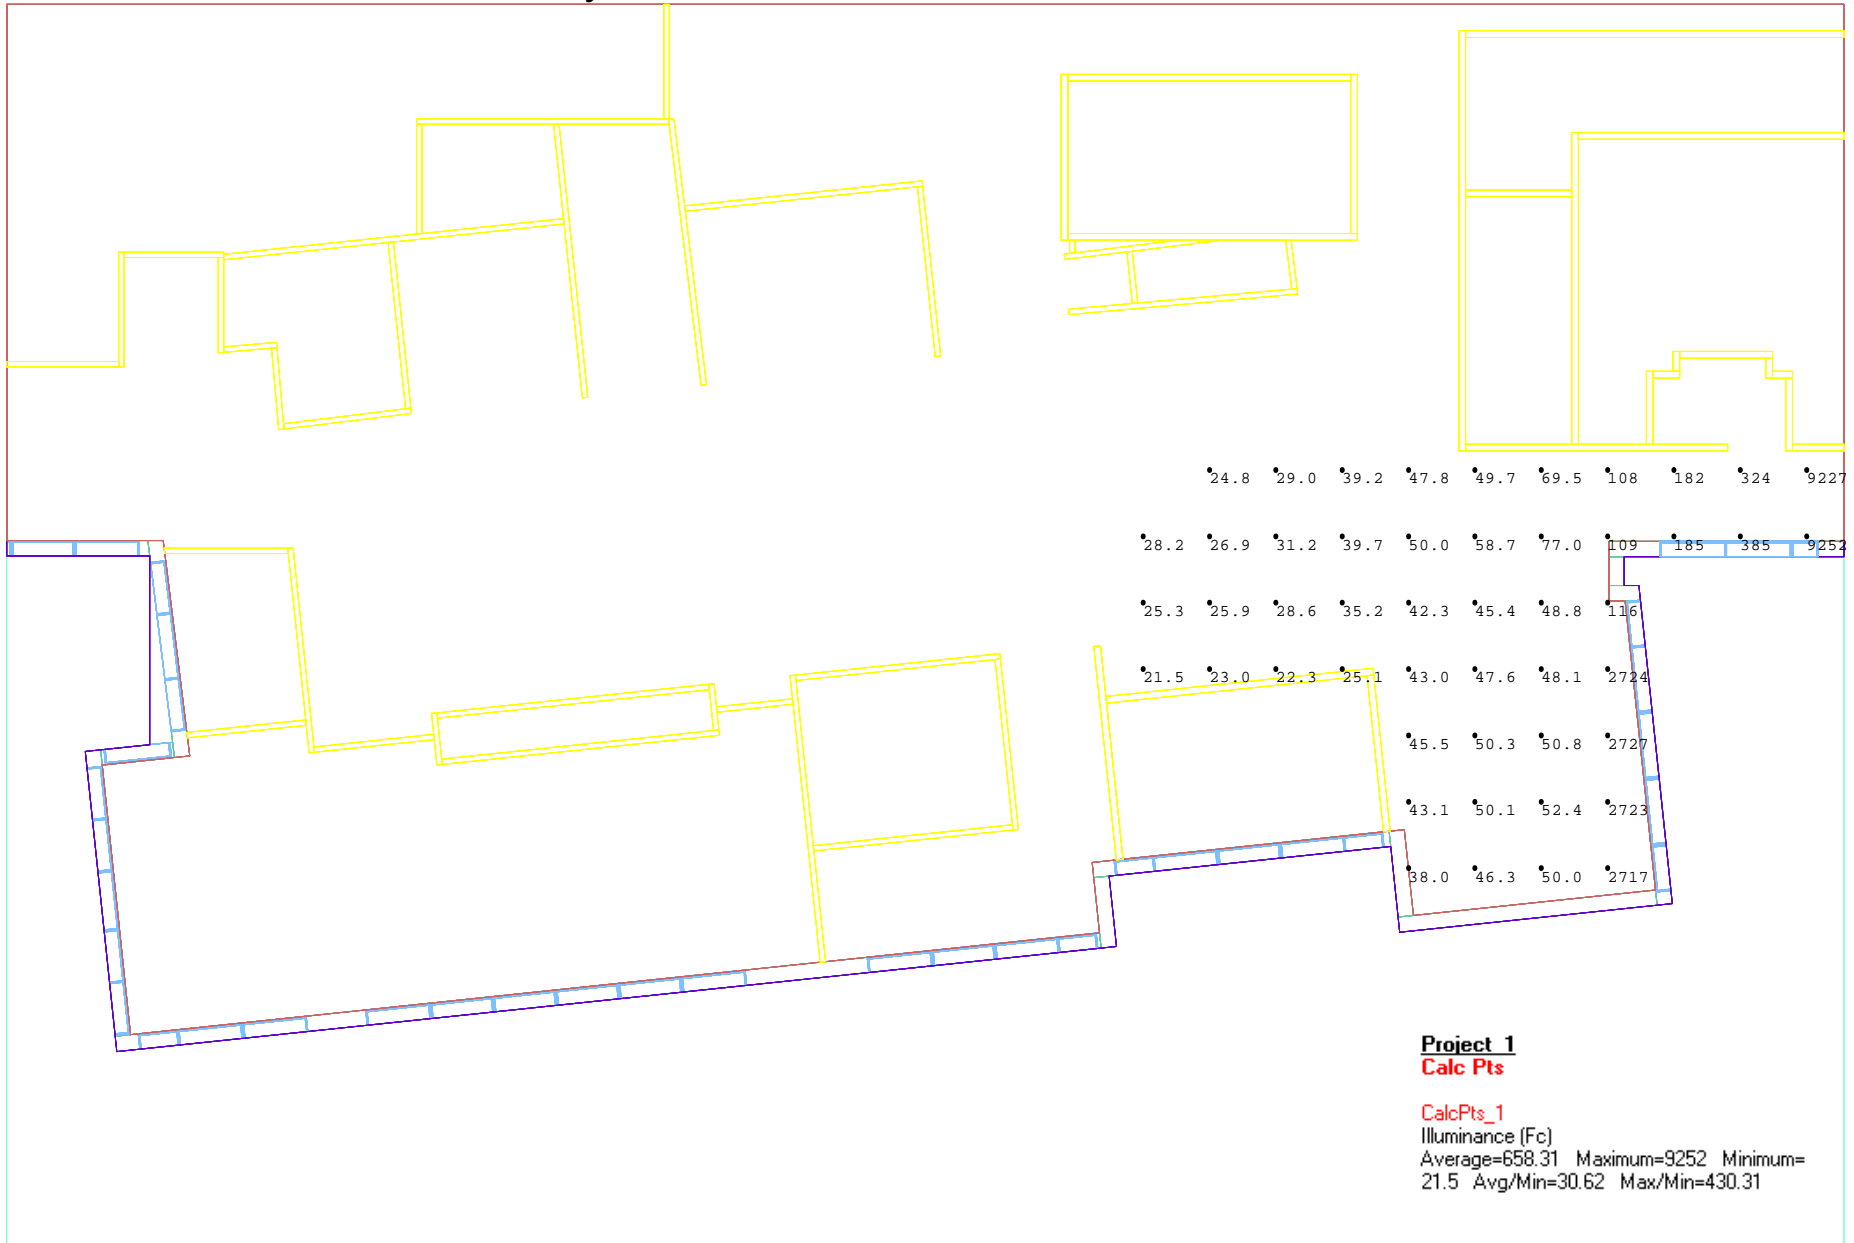 24.8 29.0 39.2 47.8 49.7 69.5 108 182 324 9227
28.2 26.9 31.2 39.7 50.0 58.7 77.0 109 185 385 9252
25.3 25.9 28.6 35.2 42.3 45.4 48.8 116
21.5 23.0 22.3 25.1 43.0 47.6 48.1 2724
45.5 50.3 50.8 2727
43.1 50.1 52.4 2723
38.0 46.3 50.0 2717
Project_1
Calc Pts
CalcPts_1
Illuminance (Fc)
Average=658.31 Maximum=9252 Minimum=
21.5 Avg/Min=30.62 Max/Min=430.31